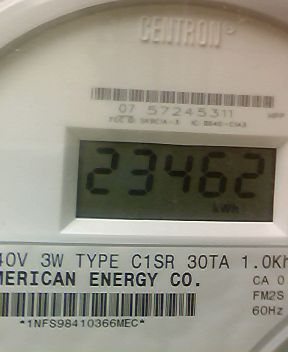 CENTRON®
07 57245311
23462
kWh
40V 3W TYPE C1SR 30TA 1.0Kh
MERICAN ENERGY CO.
CA 0
FM2S
60Hz
*1NFS98410366MEC*